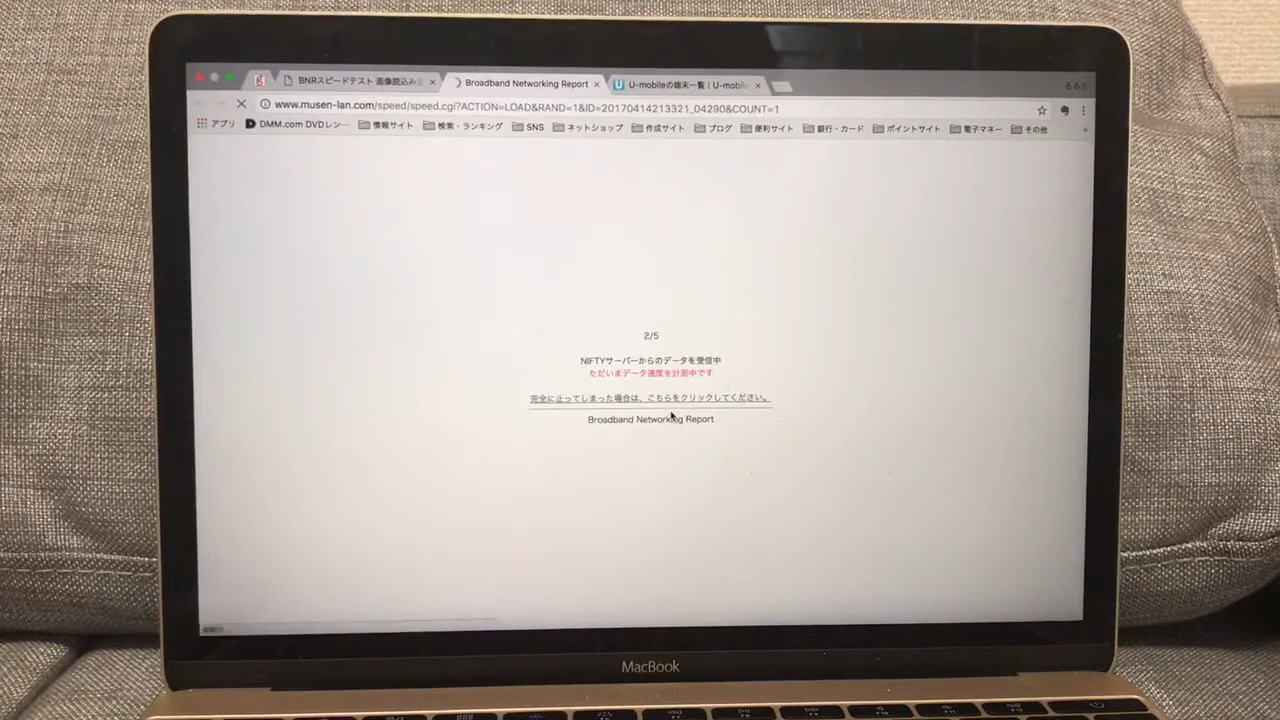 BNRスピードテスト 画像読込み
Broadband Networking Report
U-mobileの端末一覧 | U-mobile
www.musen-lan.com/speed/speed.cgi?ACTION=LOAD&RAND=1&ID=20170414213321_04290&COUNT=1
アプリ DMM.com DVDレン… 情報サイト 検索・ランキング SNS ネットショップ 作成サイト ブログ 便利サイト 銀行・カード ポイントサイト 電子マネー その他 »
2/5
NIFTYサーバーからのデータを受信中
ただいまデータ速度を計測中です
完全に止ってしまった場合は、こちらをクリックしてください。
Broadband Networking Report
MacBook